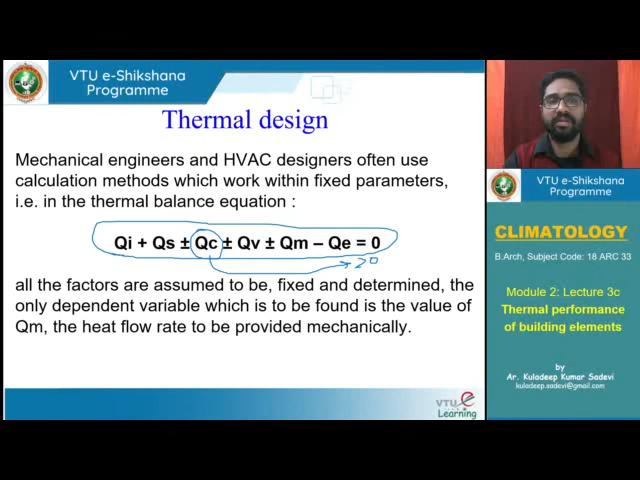 VTU e-Shikshana
Programme
Thermal design
Mechanical engineers and HVAC designers often use
calculation methods which work within fixed parameters,
i.e. in the thermal balance equation :
Qi + Qs ± Qc ± Qv ± Qm – Qe = 0
all the factors are assumed to be, fixed and determined, the
only dependent variable which is to be found is the value of
Qm, the heat flow rate to be provided mechanically.
VTU e
Learning
VTU e-Shikshana
Programme
CLIMATOLOGY
B.Arch, Subject Code: 18 ARC 33
Module 2: Lecture 3c
Thermal performance
of building elements
by
Ar. Kuladeep Kumar Sadevi
kuladeep.sadevi@gmail.com